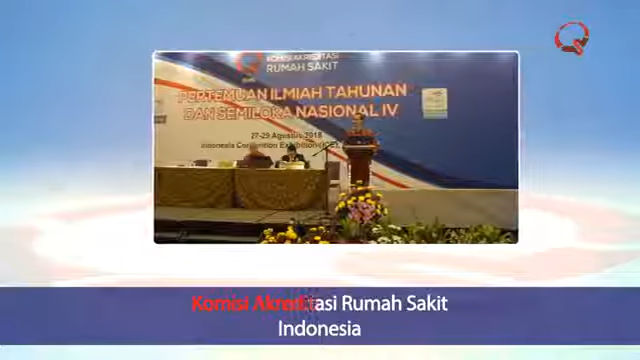 KOMISI AKREDITASI
RUMAH SAKIT
PERTEMUAN ILMIAH TAHUNAN
DAN SEMILOKA NASIONAL IV
27-29 Agustus 2018
Indonesia Convention Exhibition (ICE),
Komisi Akreditasi Rumah Sakit
Indonesia